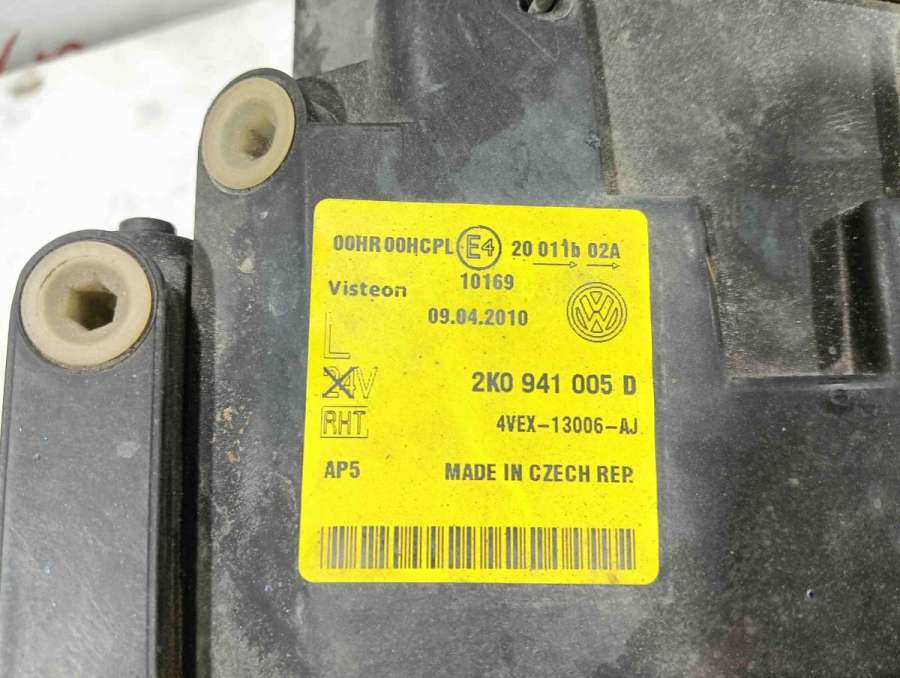 00HR 00HCPL E4 20 011b 02A
10169
Visteon
09.04.2010
L
24V
2K0 941 005 D
RHT
4VEX-13006-AJ
AP5
MADE IN CZECH REP.